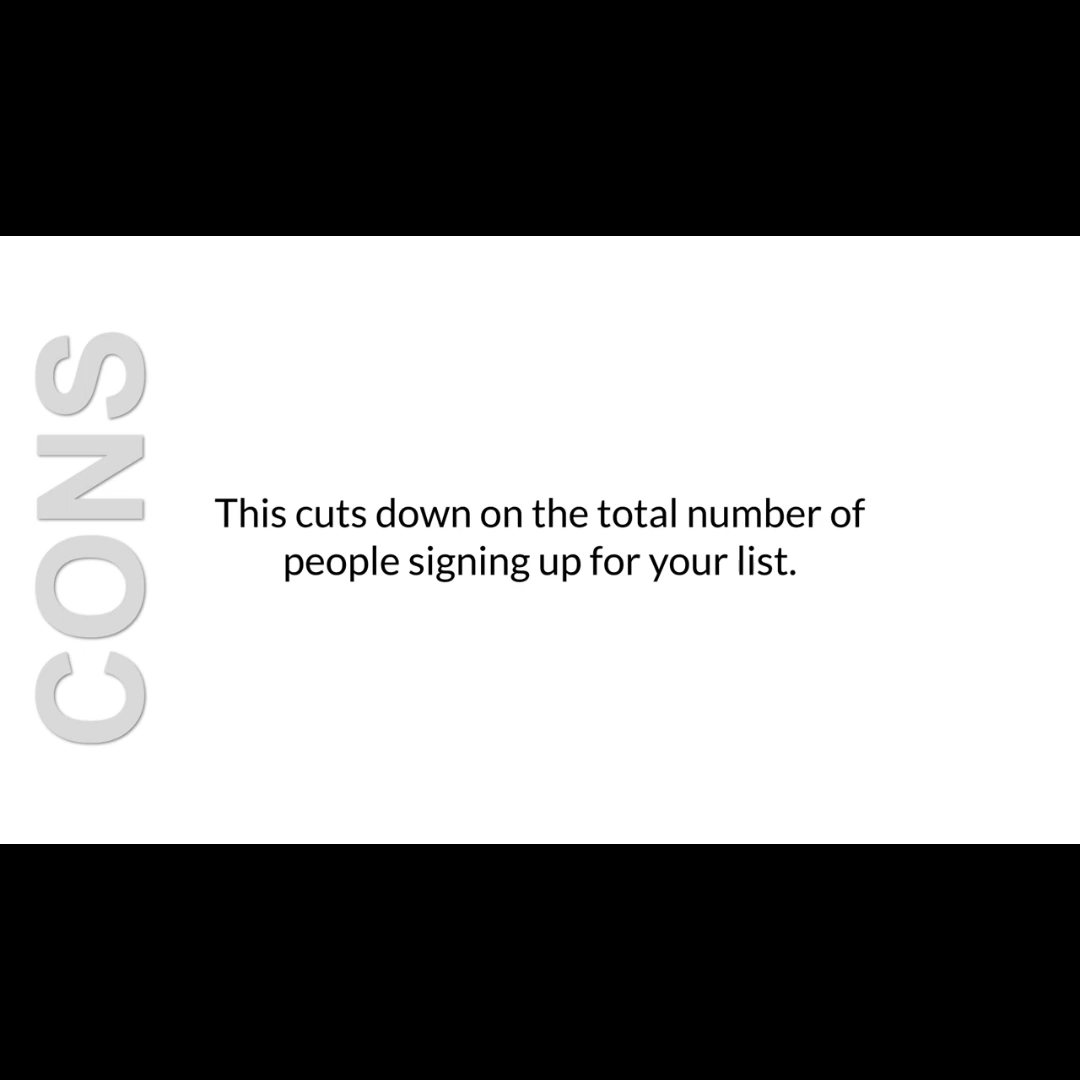 CONS
This cuts down on the total number of
people signing up for your list.